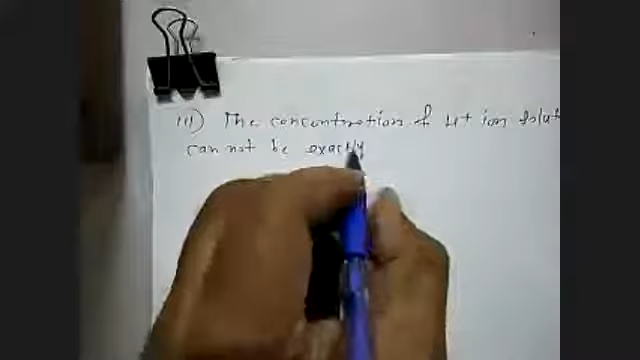 III) The concentration of H+ ion solut
can not be exactly